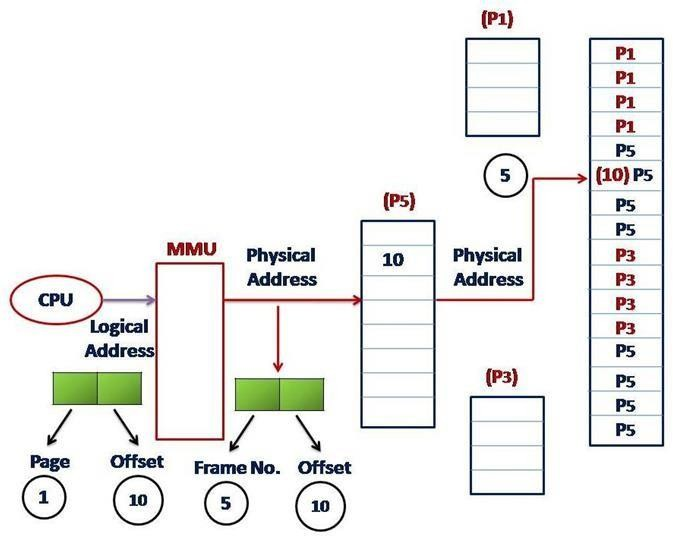 (P1)
P1
P1
P1
P1
P5
5
(10) P5
(P5)
P5
P5
MMU
Physical
Address
10
Physical
Address
P3
P3
P3
P3
CPU
Logical
Address
P5
(P3)
P5
P5
P5
Page
Offset
Frame No.
Offset
1
10
5
10